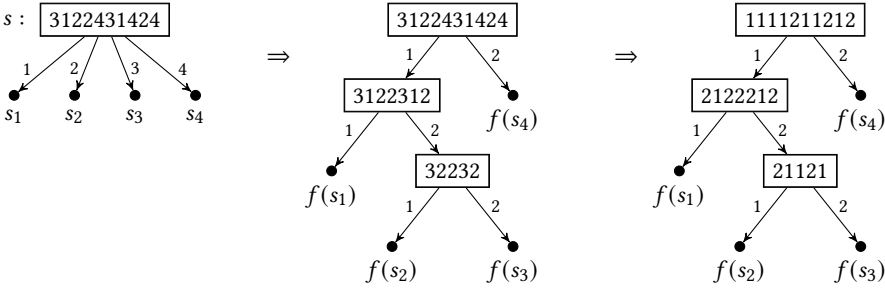 s : 3122431424 ⇒ 3122431424 ⇒ 1111211212
1 2 3 4 1 2 1 2
s₁ s₂ s₃ s₄ 3122312 f(s₄) 2122212 f(s₄)
1 2 1 2
f(s₁) 32232 f(s₁) 21121
1 2 1 2
f(s₂) f(s₃) f(s₂) f(s₃)